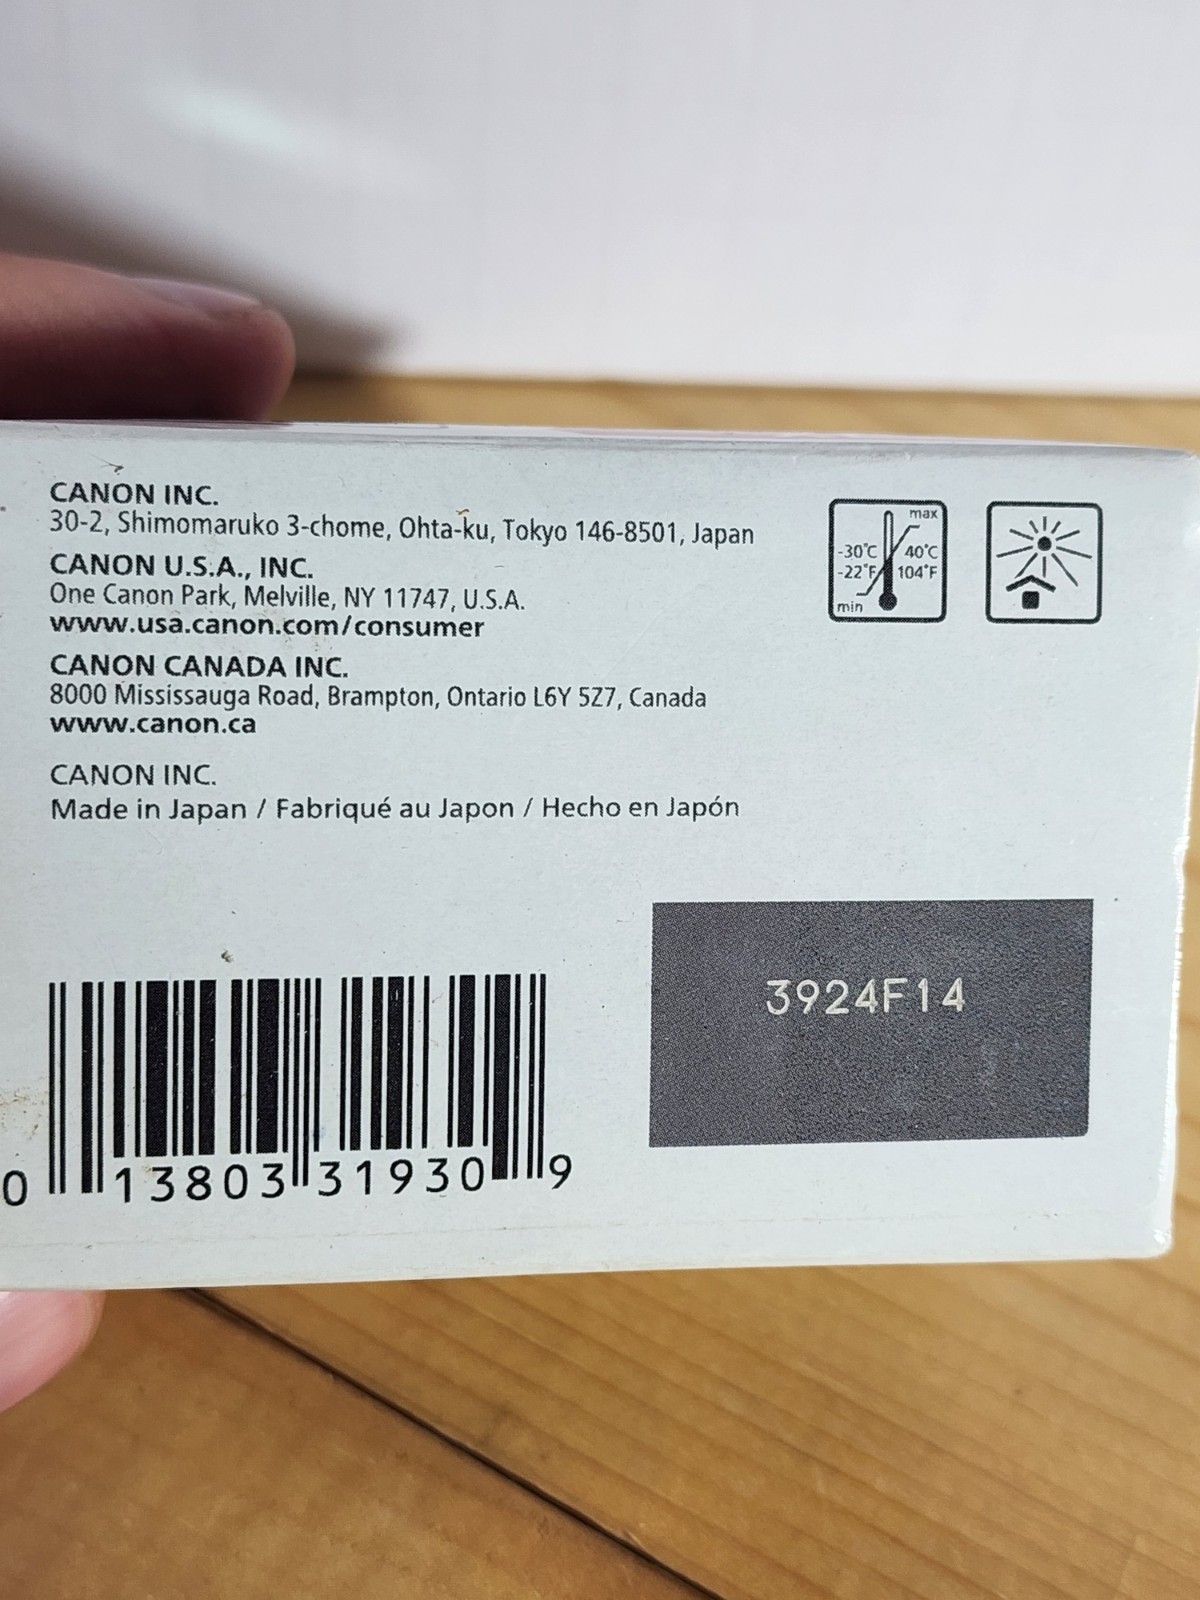 CANON INC.
30-2, Shimomaruko 3-chome, Ohta-ku, Tokyo 146-8501, Japan
CANON U.S.A., INC.
One Canon Park, Melville, NY 11747, U.S.A.
www.usa.canon.com/consumer
CANON CANADA INC.
8000 Mississauga Road, Brampton, Ontario L6Y 5Z7, Canada
www.canon.ca
CANON INC.
Made in Japan / Fabriqué au Japon / Hecho en Japón
max
-30°C 40°C
-22°F 104°F
min
3924F14
0 13803 31930 9